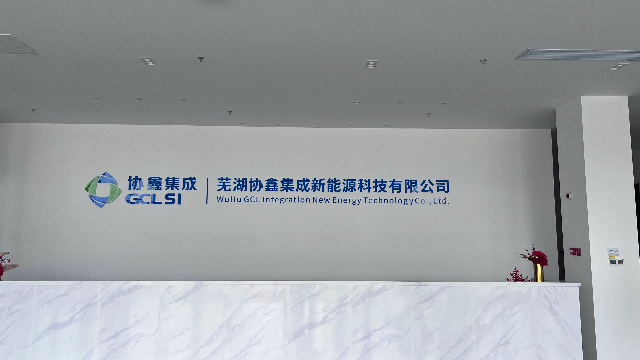 协鑫集成
GCL SI
芜湖协鑫集成新能源科技有限公司
Wuhu GCL Integration New Energy Technology Co., Ltd.